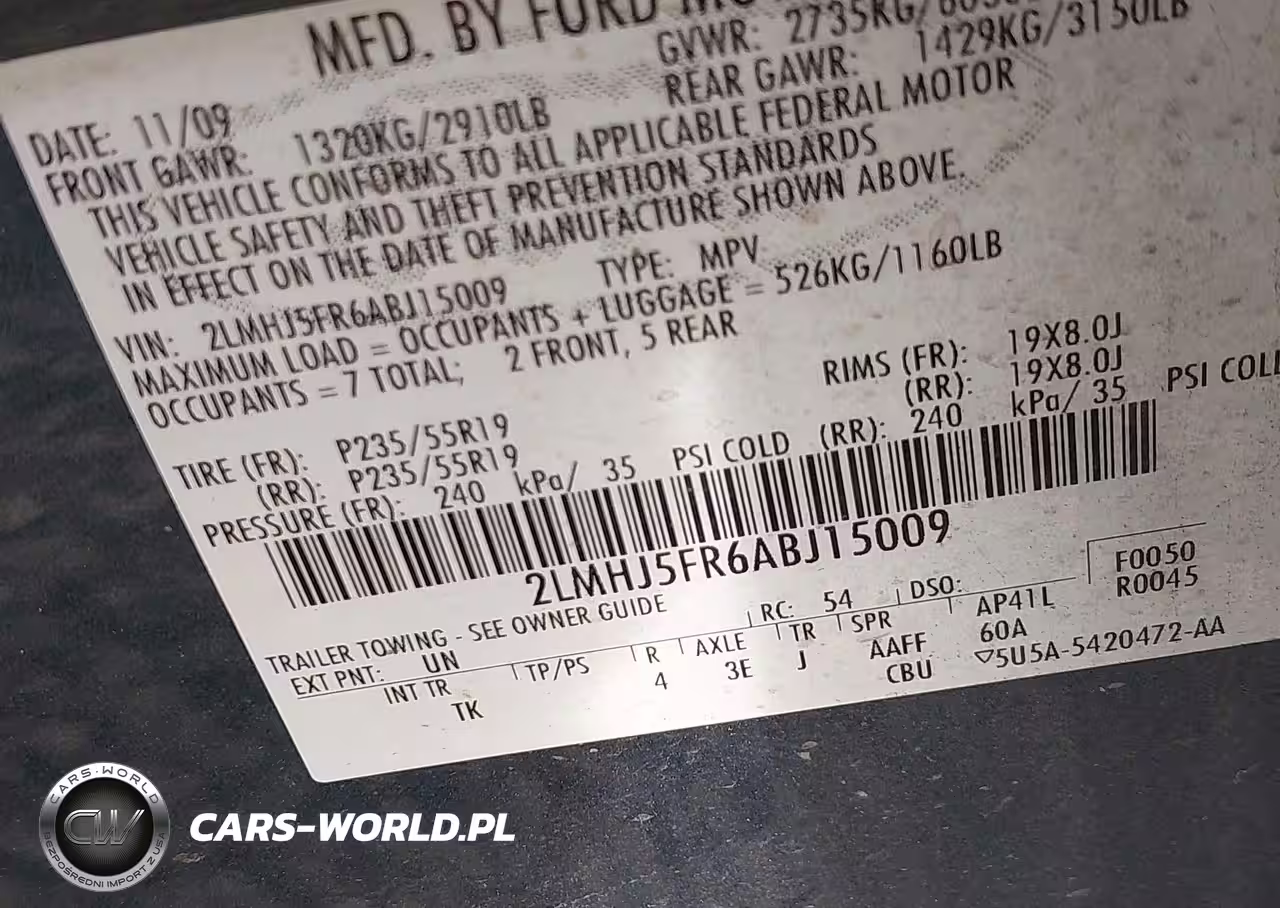 MFD. BY FORD
GVWR: 2735KG/
DATE: 11/09
REAR GAWR: 1429KG/3150LB
FRONT GAWR: 1320KG/2910LB
THIS VEHICLE CONFORMS TO ALL APPLICABLE FEDERAL MOTOR
VEHICLE SAFETY AND THEFT PREVENTION STANDARDS
IN EFFECT ON THE DATE OF MANUFACTURE SHOWN ABOVE.
VIN: 2LMHJ5FR6ABJ15009 TYPE: MPV
MAXIMUM LOAD = OCCUPANTS + LUGGAGE = 526KG/1160LB
OCCUPANTS = 7 TOTAL; 2 FRONT, 5 REAR
TIRE (FR): P235/55R19 RIMS (FR): 19X8.0J
(RR): P235/55R19 (RR): 19X8.0J
PRESSURE (FR): 240 kPa/ 35 PSI COLD (RR): 240 kPa/ 35 PSI COLD
2LMHJ5FR6ABJ15009
TRAILER TOWING - SEE OWNER GUIDE
EXT PNT: UN RC: 54 DSO: F0050
R0045
INT TR TP/PS R AXLE TR SPR AP41L
TK 4 3E J AAFF 60A
CBU 5U5A-5420472-AA
CARS-WORLD
CW
BEZPOŚREDNI IMPORT Z USA
CARS-WORLD.PL